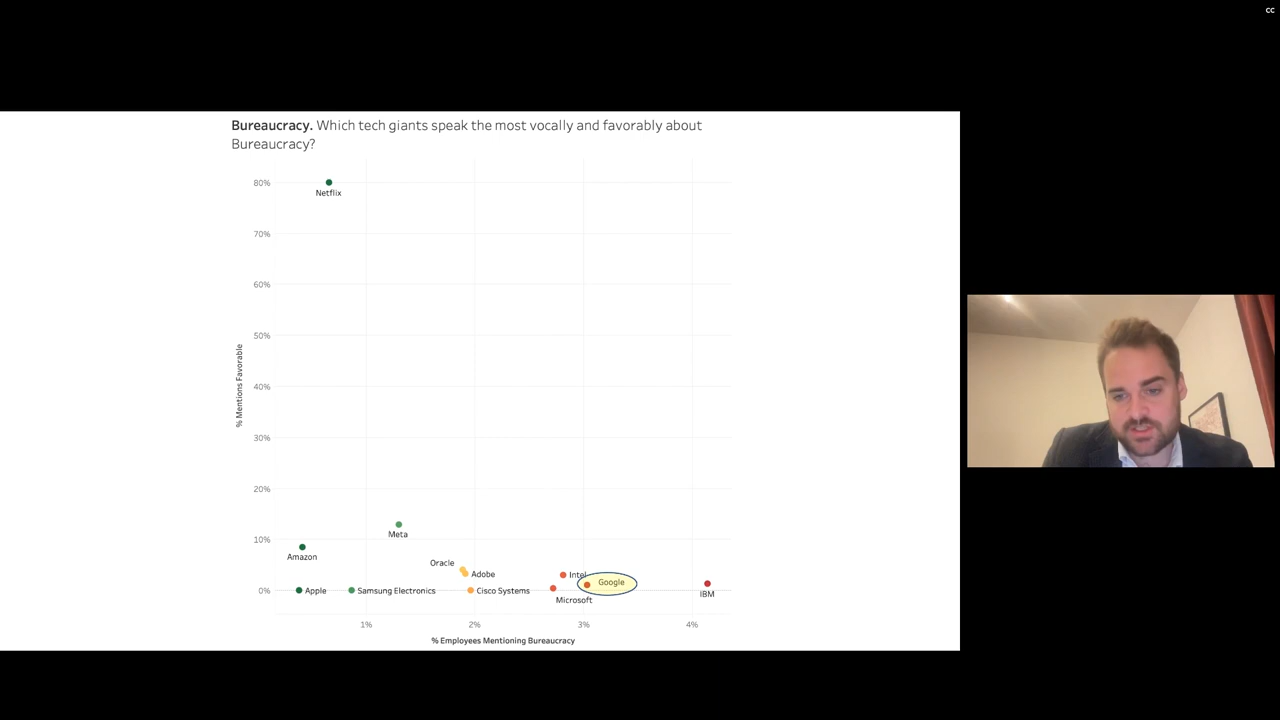 CC
Bureaucracy. Which tech giants speak the most vocally and favorably about
Bureaucracy?
80%
Netflix
70%
60%
50%
% Mentions Favorable
40%
30%
20%
Meta
10%
Amazon
Oracle
Adobe
Intel
Google
0%
Apple
Samsung Electronics
Cisco Systems
Microsoft
IBM
1%
2%
3%
4%
% Employees Mentioning Bureaucracy